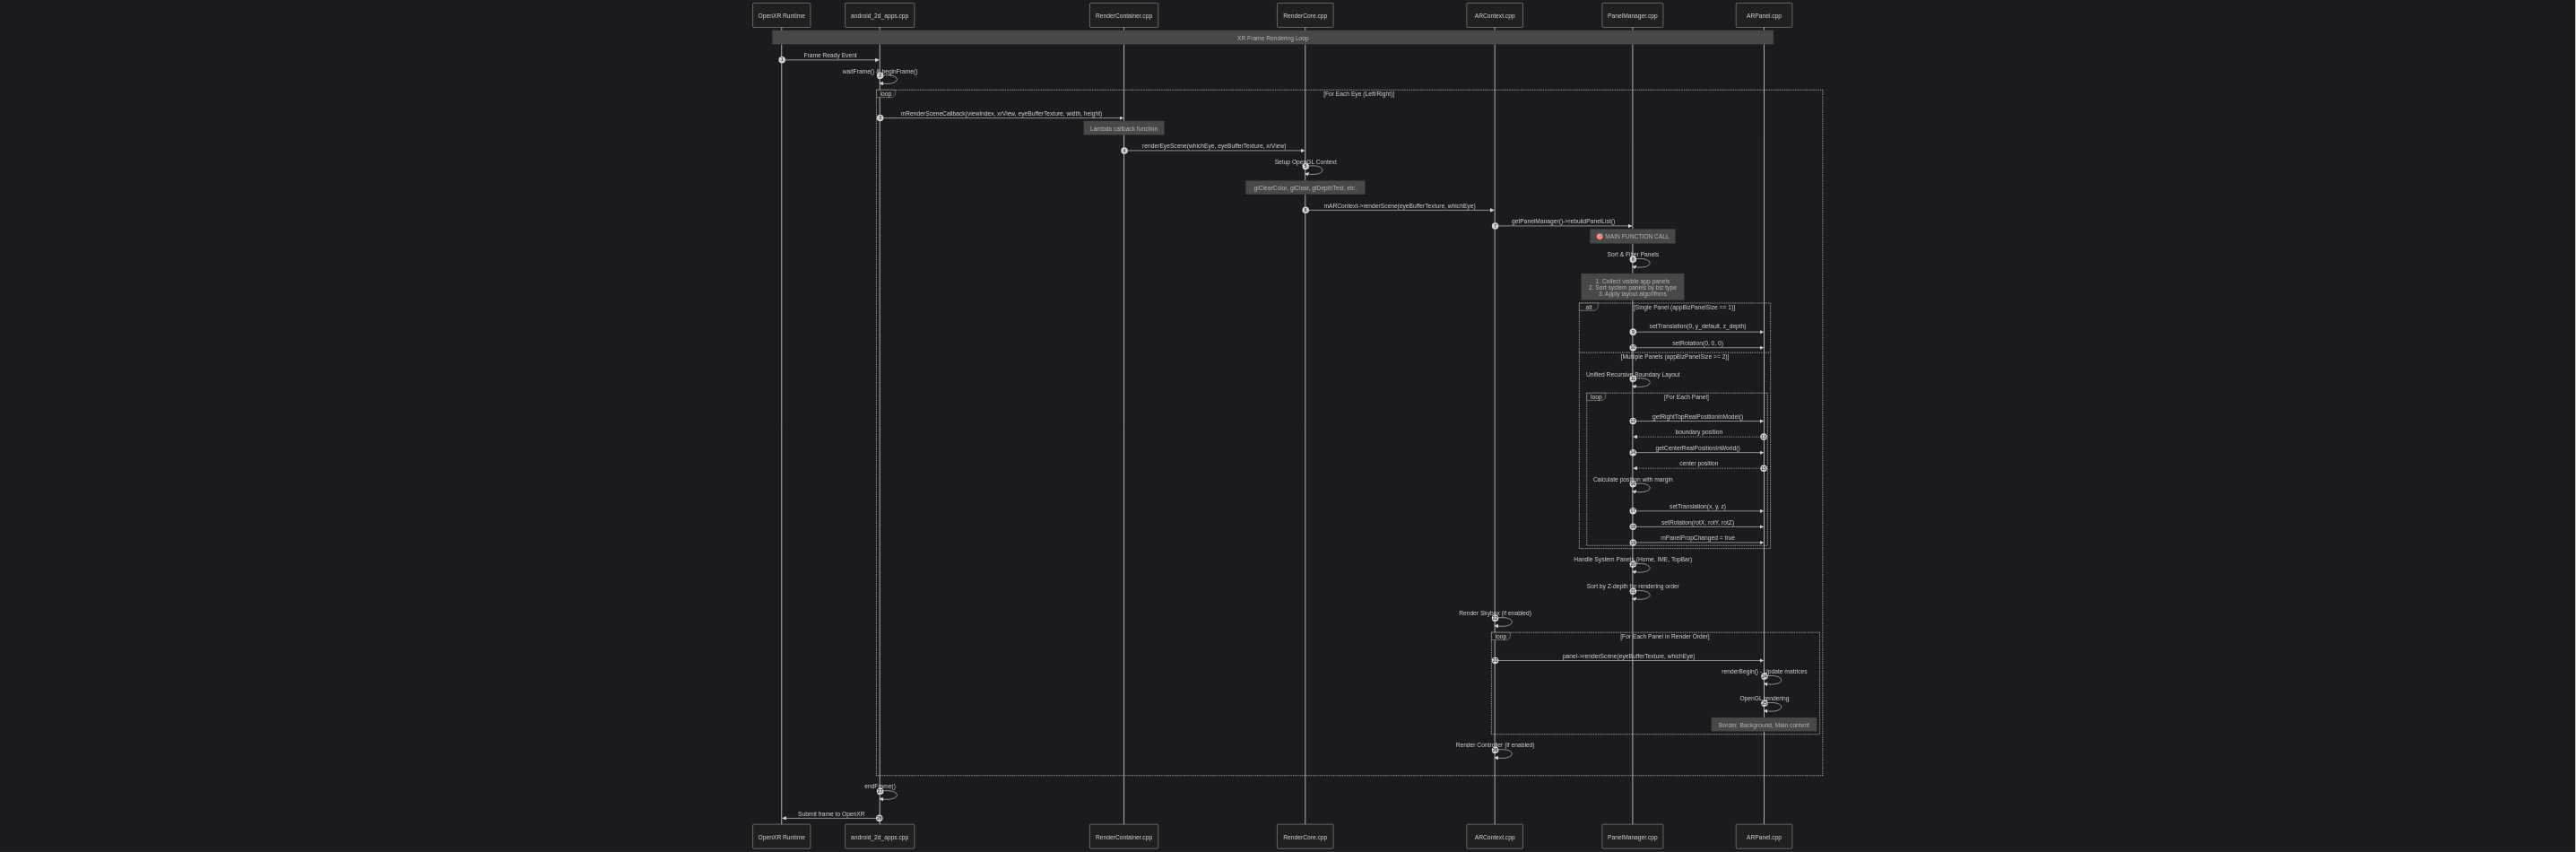 OpenXR Runtime
android_2d_apps.cpp
RenderContainer.cpp
RenderCore.cpp
ARContext.cpp
PanelManager.cpp
ARPanel.cpp
XR Frame Rendering Loop
Frame Ready Event
waitFrame() & beginFrame()
loop
[For Each Eye (Left/Right)]
mRenderSceneCallback(viewIndex, xrView, eyeBufferTexture, width, height)
Lambda callback function
renderEyeScene(whichEye, eyeBufferTexture, xrView)
Setup OpenGL Context
glClearColor, glClear, glDepthTest, etc.
mARContext->renderScene(eyeBufferTexture, whichEye)
getPanelManager()->rebuildPanelList()
🎯 MAIN FUNCTION CALL
Sort & Filter Panels
1. Collect visible app panels
2. Sort system panels by biz type
3. Apply layout algorithms
alt
[Single Panel (appBizPanelSize == 1)]
setTranslation(0, y_default, z_depth)
setRotation(0, 0, 0)
[Multiple Panels (appBizPanelSize >= 2)]
Unified Recursive Boundary Layout
loop
[For Each Panel]
getRightTopRealPositionInModel()
boundary position
getCenterRealPositionInWorld()
center position
Calculate position with margin
setTranslation(x, y, z)
setRotation(rotX, rotY, rotZ)
mPanelPropChanged = true
Handle System Panels (Home, IME, TopBar)
Sort by Z-depth for rendering order
Render Skybox (if enabled)
loop
[For Each Panel in Render Order]
panel->renderScene(eyeBufferTexture, whichEye)
renderBegin() - Update matrices
OpenGL rendering
Border, Background, Main content
Render Controller (if enabled)
endFrame()
Submit frame to OpenXR
OpenXR Runtime
android_2d_apps.cpp
RenderContainer.cpp
RenderCore.cpp
ARContext.cpp
PanelManager.cpp
ARPanel.cpp